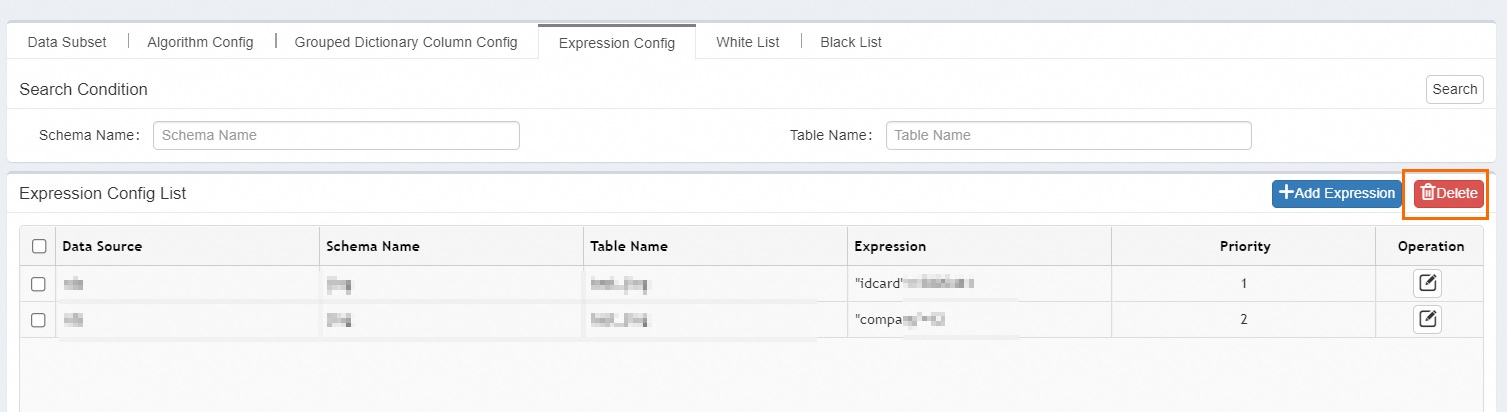 Data Subset Algorithm Config Grouped Dictionary Column Config Expression Config White List Black List
Search Condition Search
Schema Name: Schema Name Table Name: Table Name
Expression Config List Add Expression Delete
Data Source Schema Name Table Name Expression Priority Operation
"idcard" 1
2